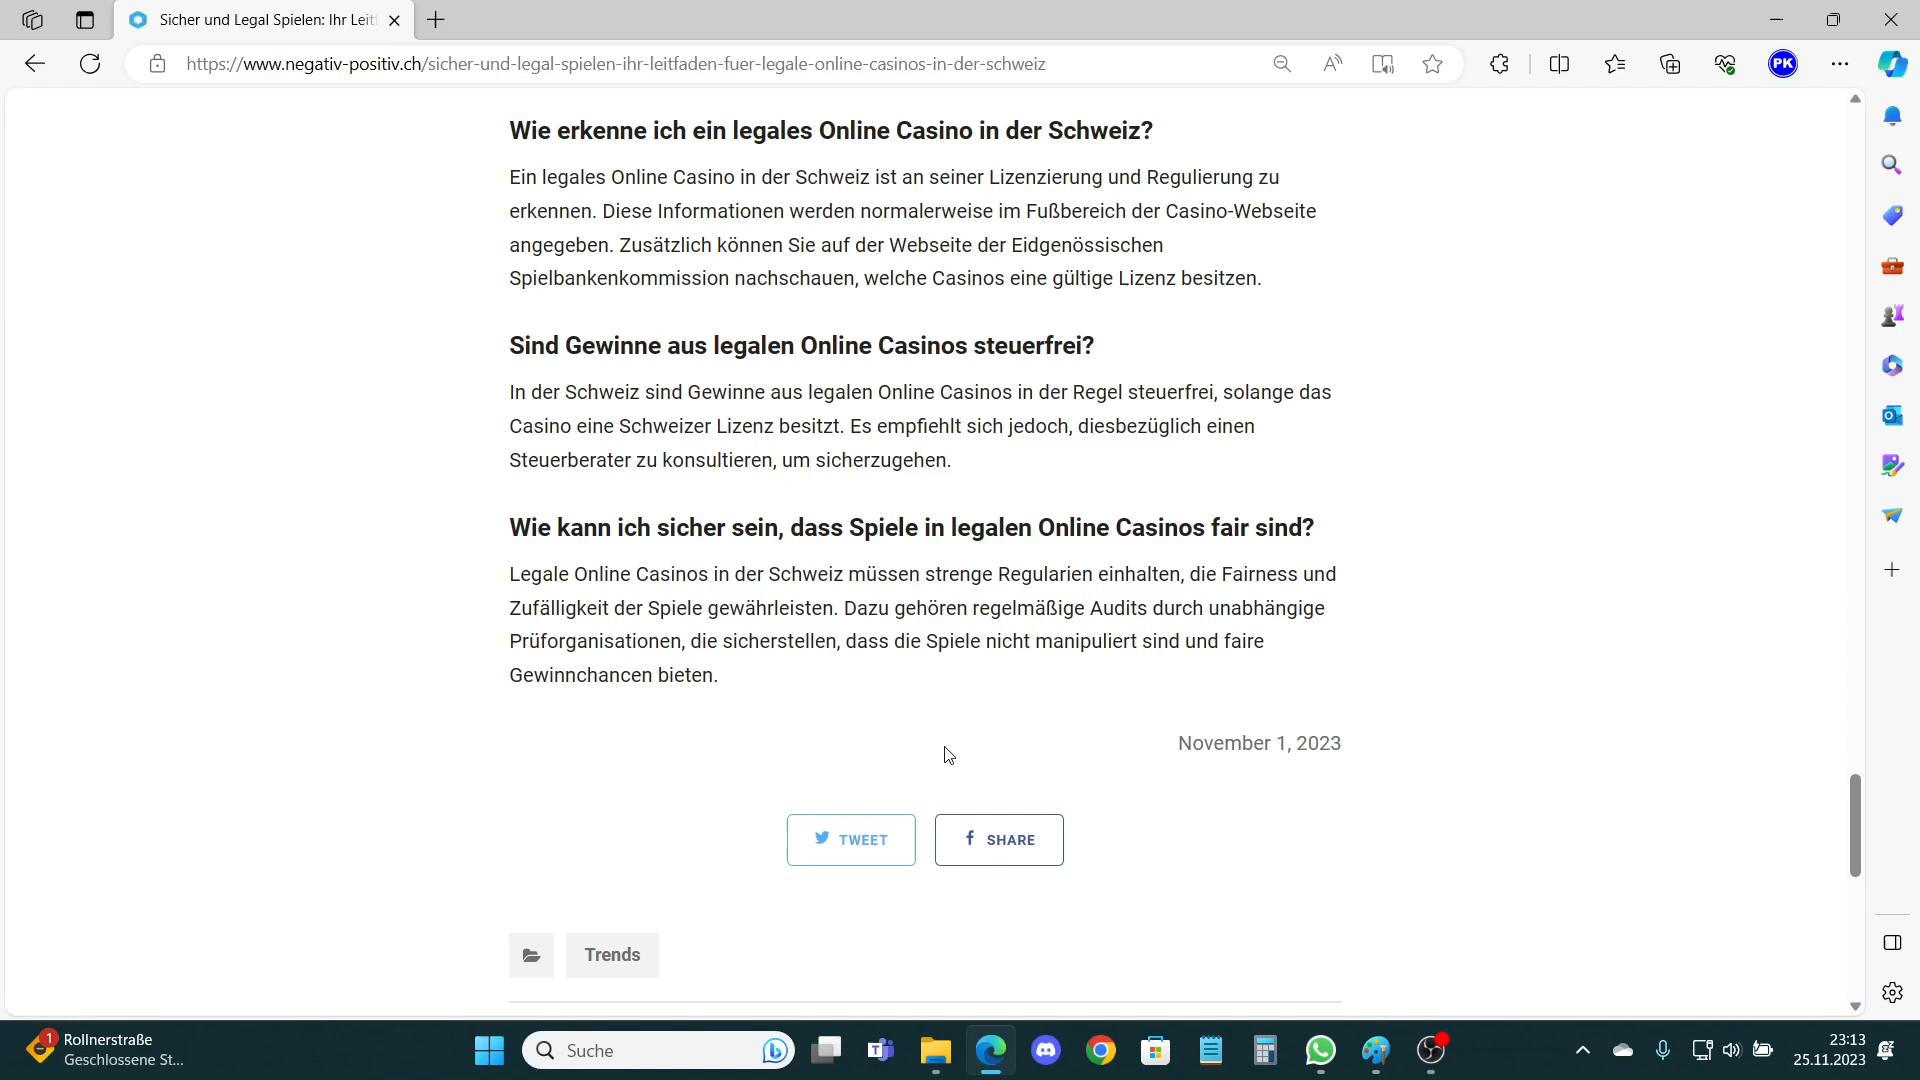 Sicher und Legal Spielen: Ihr Leit
https://www.negativ-positiv.ch/sicher-und-legal-spielen-ihr-leitfaden-fuer-legale-online-casinos-in-der-schweiz
PK
Wie erkenne ich ein legales Online Casino in der Schweiz?
Ein legales Online Casino in der Schweiz ist an seiner Lizenzierung und Regulierung zu
erkennen. Diese Informationen werden normalerweise im Fußbereich der Casino-Webseite
angegeben. Zusätzlich können Sie auf der Webseite der Eidgenössischen
Spielbankenkommission nachschauen, welche Casinos eine gültige Lizenz besitzen.
Sind Gewinne aus legalen Online Casinos steuerfrei?
In der Schweiz sind Gewinne aus legalen Online Casinos in der Regel steuerfrei, solange das
Casino eine Schweizer Lizenz besitzt. Es empfiehlt sich jedoch, diesbezüglich einen
Steuerberater zu konsultieren, um sicherzugehen.
Wie kann ich sicher sein, dass Spiele in legalen Online Casinos fair sind?
Legale Online Casinos in der Schweiz müssen strenge Regularien einhalten, die Fairness und
Zufälligkeit der Spiele gewährleisten. Dazu gehören regelmäßige Audits durch unabhängige
Prüforganisationen, die sicherstellen, dass die Spiele nicht manipuliert sind und faire
Gewinnchancen bieten.
November 1, 2023
TWEET
SHARE
Trends
1
Rollnerstraße
Geschlossene St...
Suche
23:13
25.11.2023